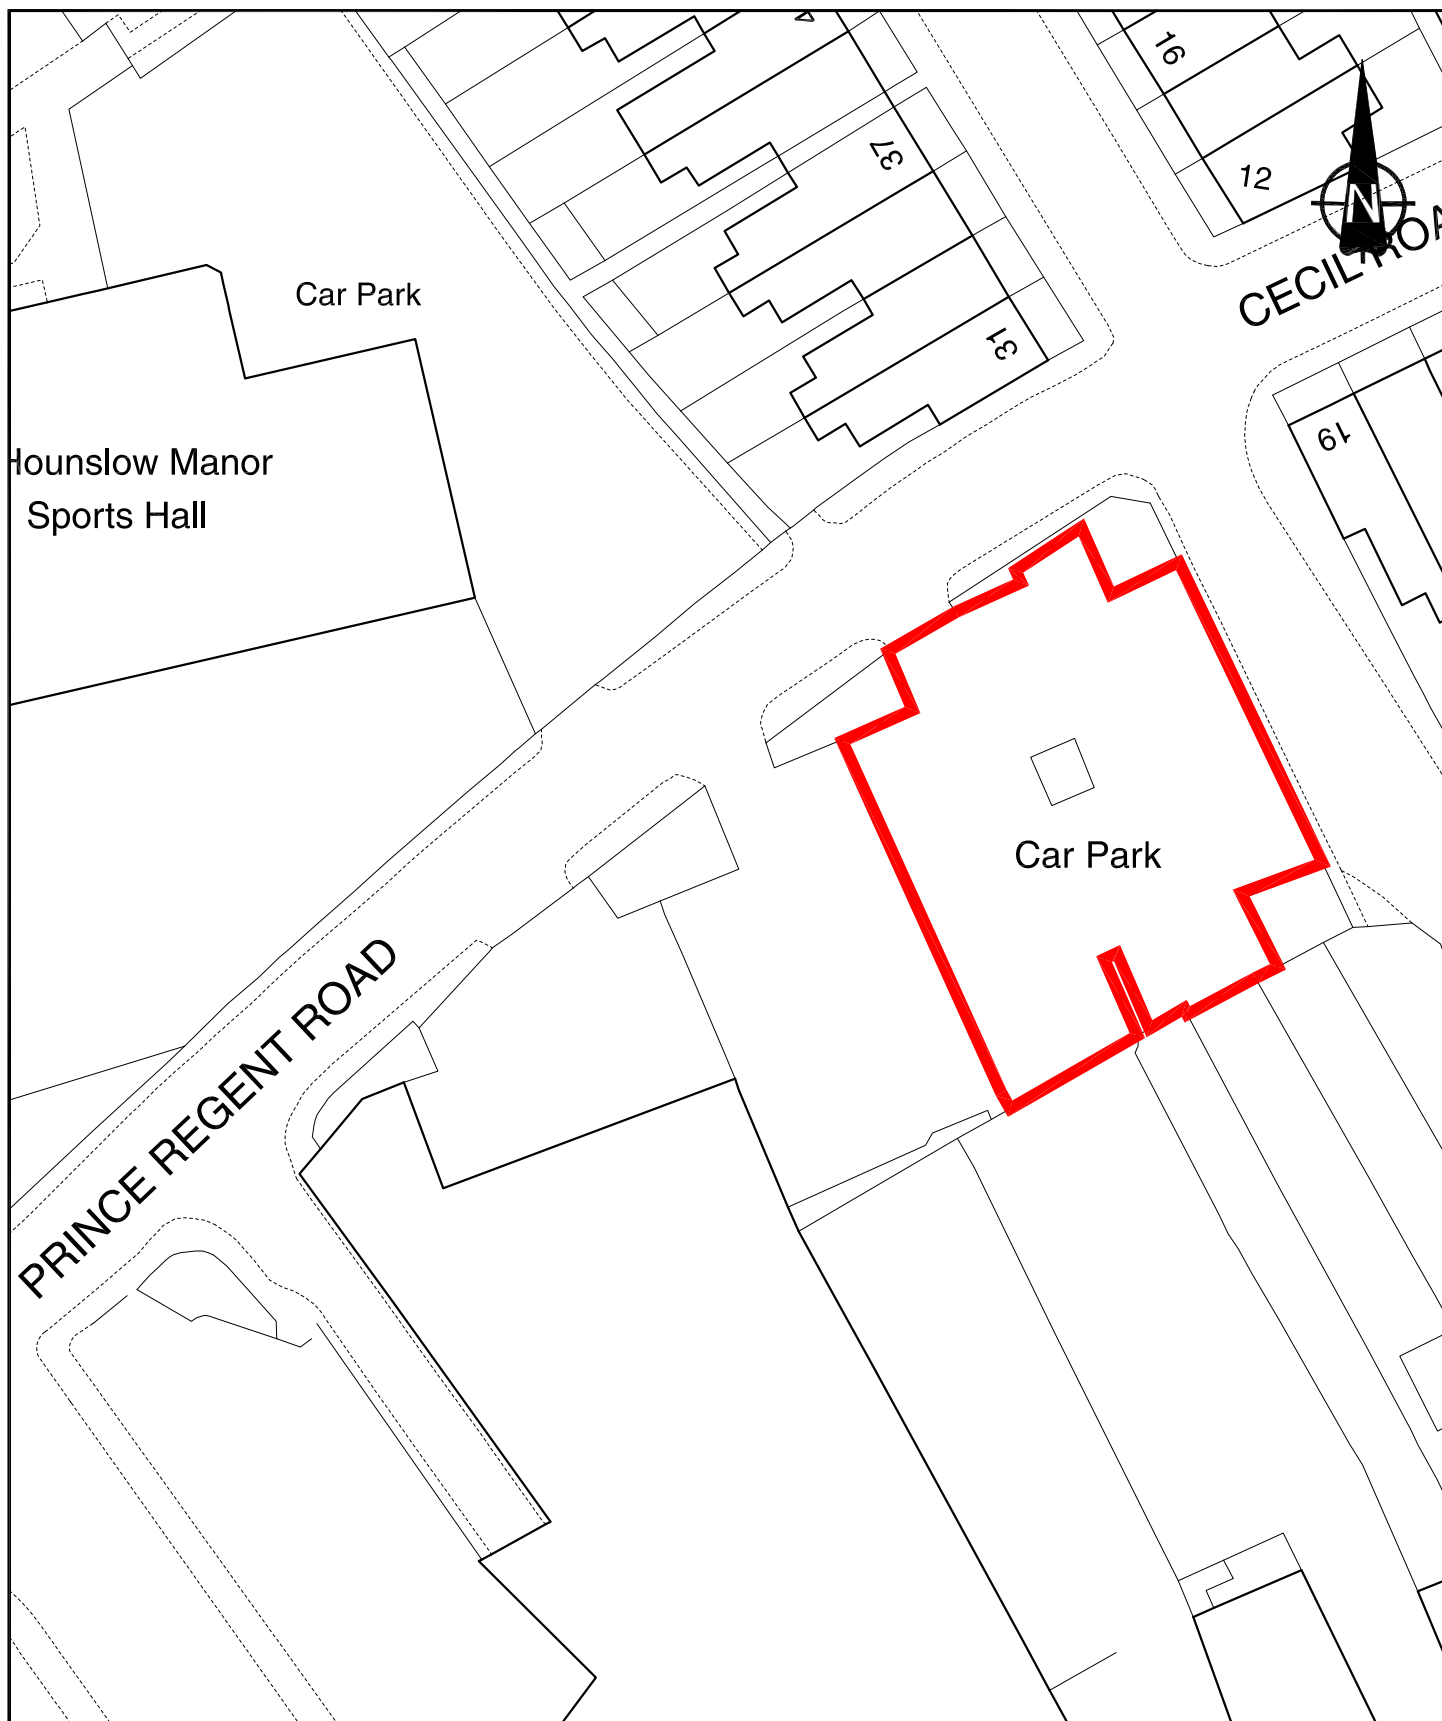 16
37
12
N
CECIL ROA
Car Park
31
19
Hounslow Manor
Sports Hall
Car Park
PRINCE REGENT ROAD